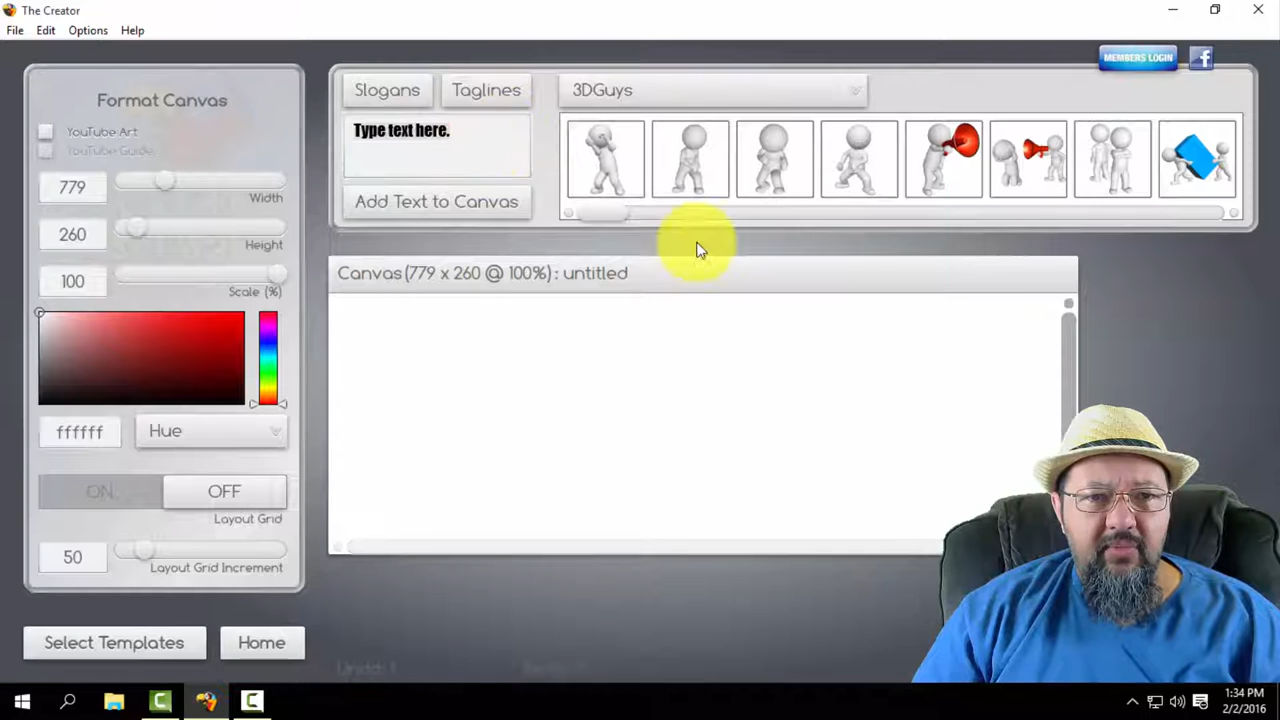 The Creator
File Edit Options Help
MEMBERS LOGIN f
Format Canvas
YouTube Art
YouTube Guide
779
Width
260
Height
100
Scale (%)
ffffff
Hue
ON OFF
Layout Grid
50
Layout Grid Increment
Select Templates Home
Slogans Taglines
3DGuys
Type text here.
Add Text to Canvas
Canvas (779 x 260 @ 100%) : untitled
1:34 PM
2/2/2016